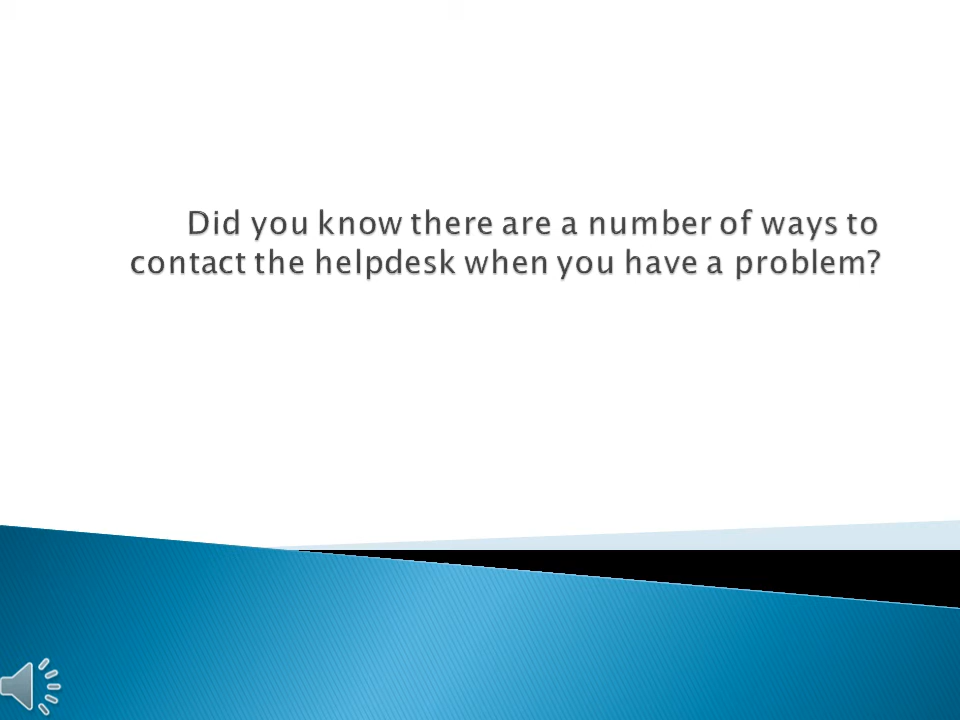 Did you know there are a number of ways to
contact the helpdesk when you have a problem?